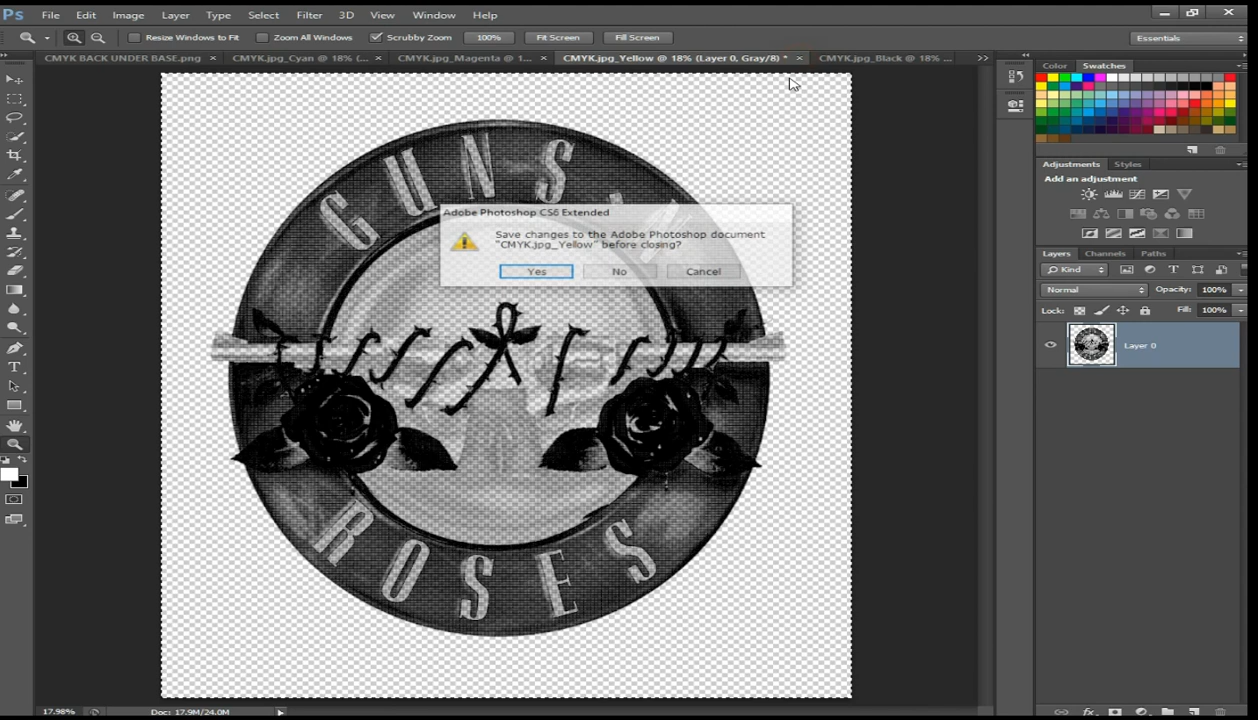 Ps File Edit Image Layer Type Select Filter 3D View Window Help
Resize Windows to Fit Zoom All Windows Scrubby Zoom 100% Fit Screen Fill Screen Essentials
CMYK BACK UNDER BASE.png × CMYK.jpg_Cyan @ 18% (... × CMYK.jpg_Magenta @ 1... × CMYK.jpg_Yellow @ 18% (Layer 0, Gray/8) * × CMYK.jpg_Black @ 18% ... >>
Color Swatches
Adjustments Styles
Add an adjustment
Layers Channels Paths
Kind
Normal Opacity: 100%
Lock: Fill: 100%
Layer 0
GUNS N
ROSES
Adobe Photoshop CS6 Extended
Save changes to the Adobe Photoshop document
"CMYK.jpg_Yellow" before closing?
Yes No Cancel
17.98% Doc: 17.9M/24.0M